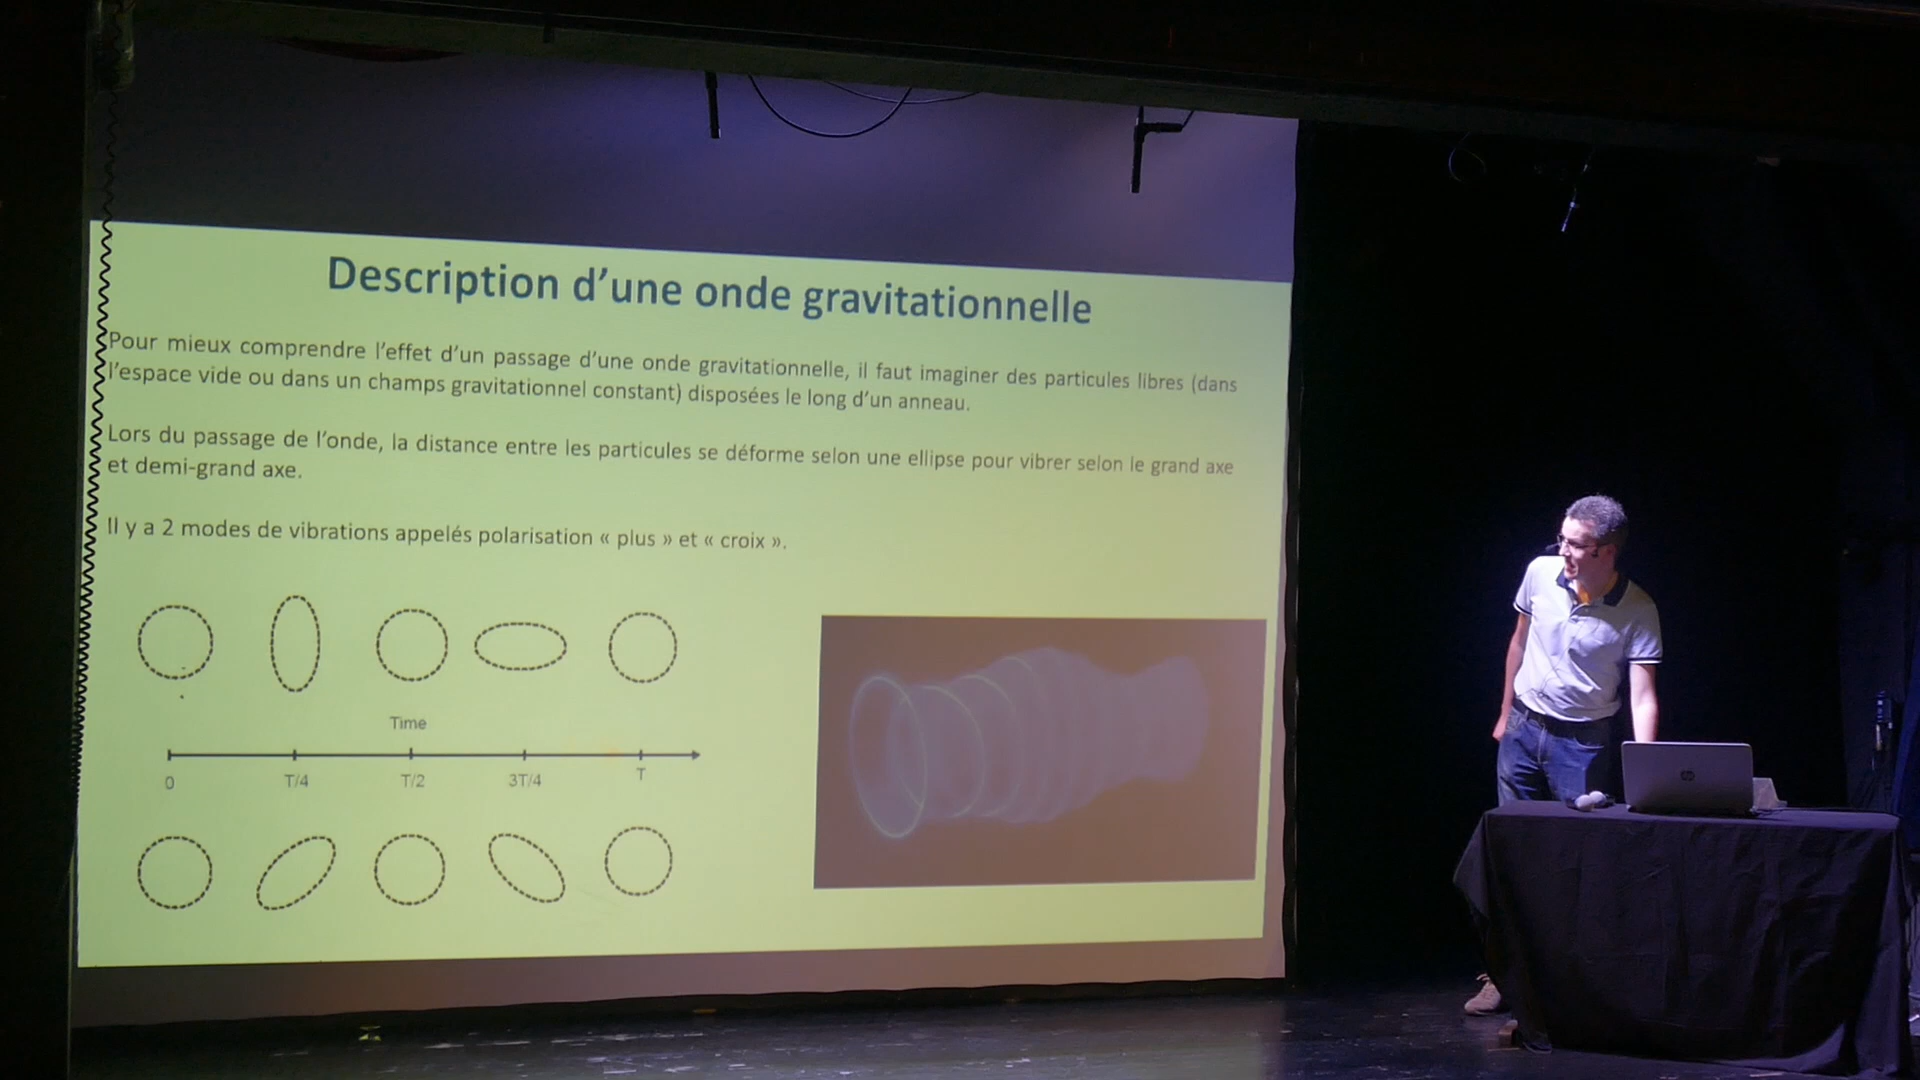 Description d'une onde gravitationnelle
Pour mieux comprendre l'effet d'un passage d'une onde gravitationnelle, il faut imaginer des particules libres (dans
l'espace vide ou dans un champs gravitationnel constant) disposées le long d'un anneau.
Lors du passage de l'onde, la distance entre les particules se déforme selon une ellipse pour vibrer selon le grand axe
et demi-grand axe.
Il y a 2 modes de vibrations appelés polarisation « plus » et « croix ».
Time
0 T/4 T/2 3T/4 T
hp